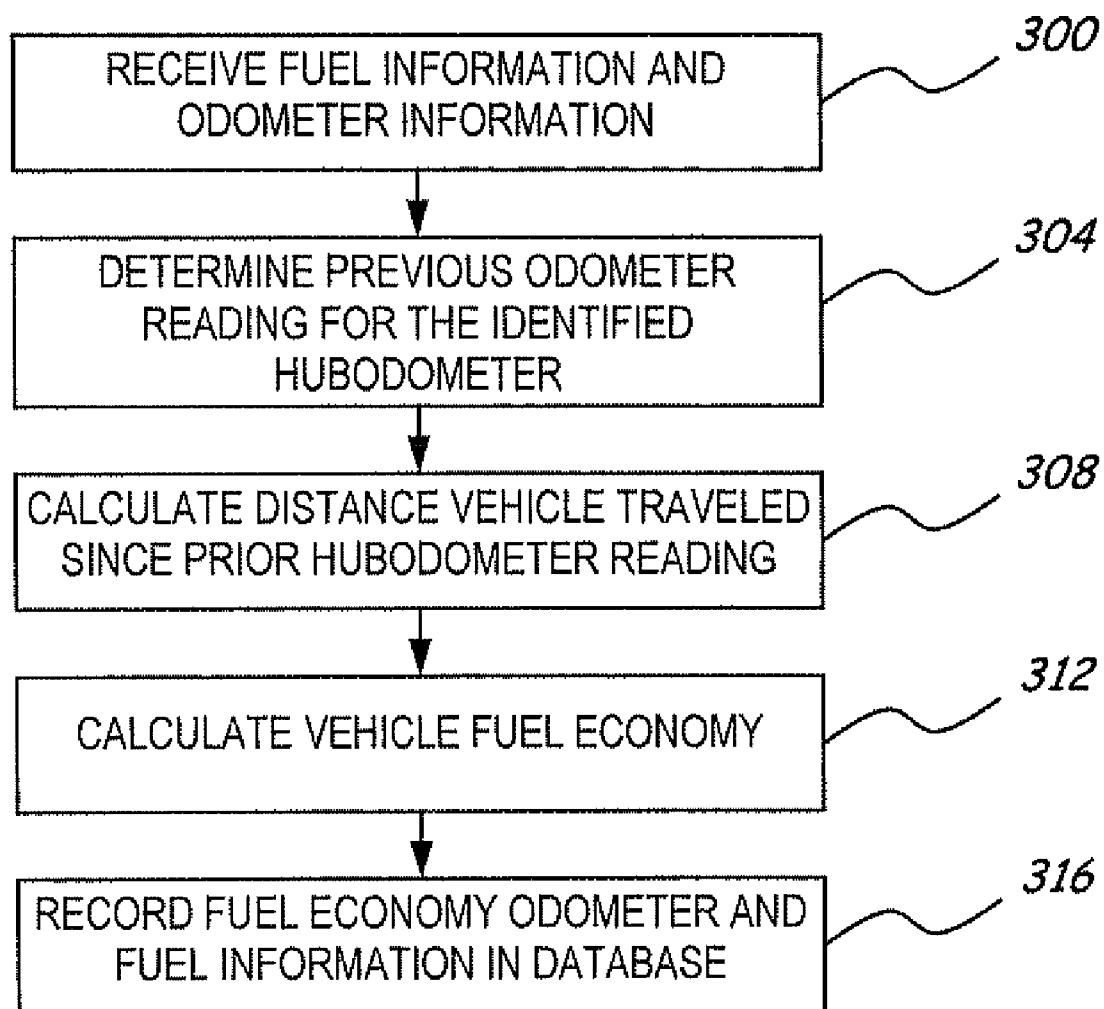 RECEIVE FUEL INFORMATION AND
ODOMETER INFORMATION
300
DETERMINE PREVIOUS ODOMETER
READING FOR THE IDENTIFIED
HUBODOMETER
304
CALCULATE DISTANCE VEHICLE TRAVELED
SINCE PRIOR HUBODOMETER READING
308
CALCULATE VEHICLE FUEL ECONOMY
312
RECORD FUEL ECONOMY ODOMETER AND
FUEL INFORMATION IN DATABASE
316